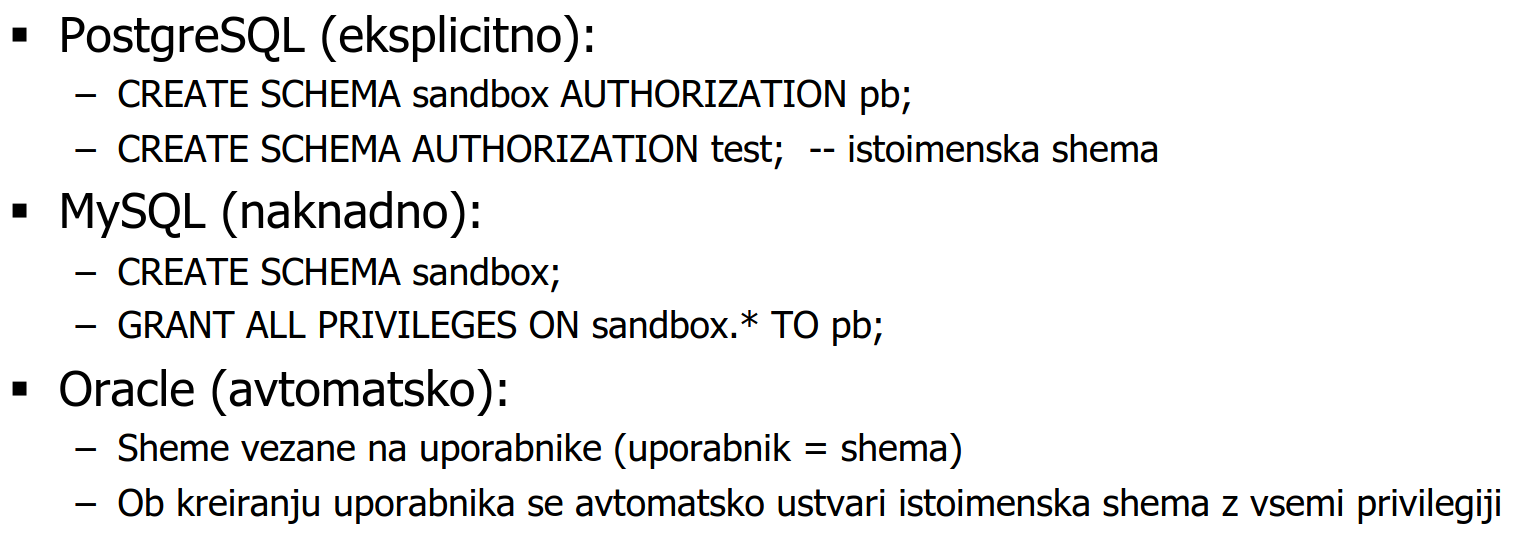 ▪ PostgreSQL (eksplicitno):
– CREATE SCHEMA sandbox AUTHORIZATION pb;
– CREATE SCHEMA AUTHORIZATION test;  -- istoimenska shema
▪ MySQL (naknadno):
– CREATE SCHEMA sandbox;
– GRANT ALL PRIVILEGES ON sandbox.* TO pb;
▪ Oracle (avtomatsko):
– Sheme vezane na uporabnike (uporabnik = shema)
– Ob kreiranju uporabnika se avtomatsko ustvari istoimenska shema z vsemi privilegiji